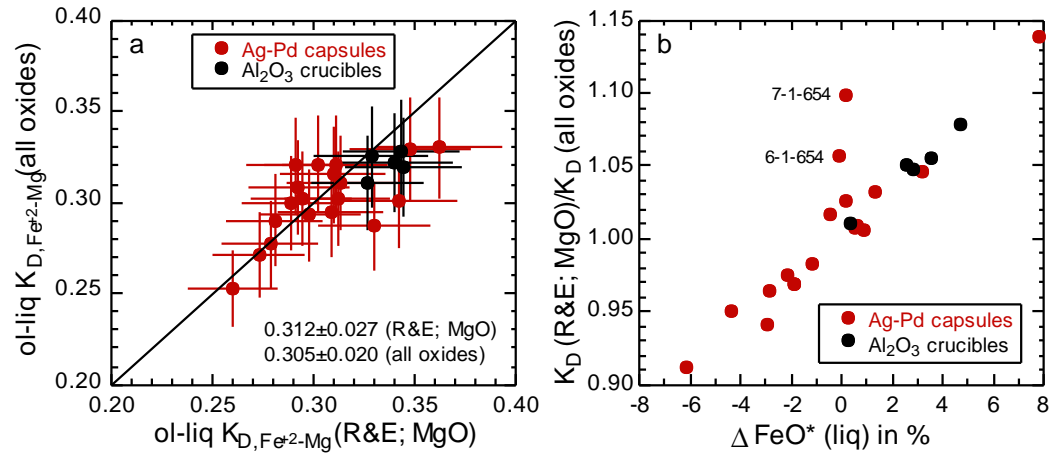 a
Ag-Pd capsules
Al2O3 crucibles
0.40
0.35
0.30
0.25
0.20
ol-liq KD,Fe+2-Mg (all oxides)
0.312±0.027 (R&E; MgO)
0.305±0.020 (all oxides)
0.20 0.25 0.30 0.35 0.40
ol-liq KD,Fe+2-Mg (R&E; MgO)
b
1.15
1.10
1.05
1.00
0.95
0.90
KD (R&E; MgO)/KD (all oxides)
7-1-654
6-1-654
Ag-Pd capsules
Al2O3 crucibles
-8 -6 -4 -2 0 2 4 6 8
Δ FeO* (liq) in %